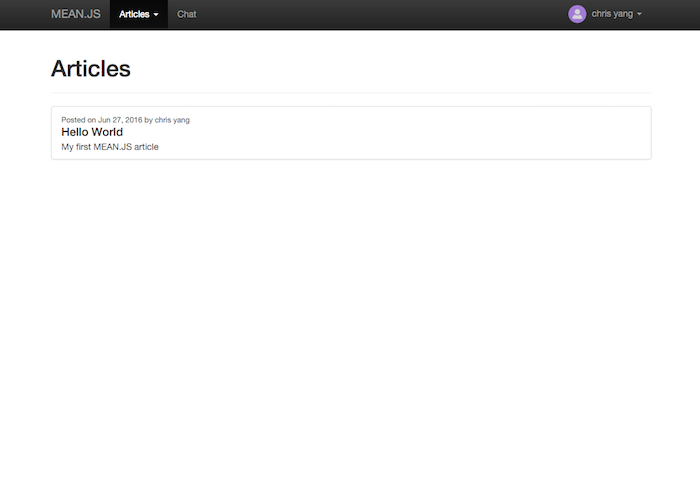 MEAN.JS Articles Chat chris yang
Articles
Posted on Jun 27, 2016 by chris yang
Hello World
My first MEAN.JS article